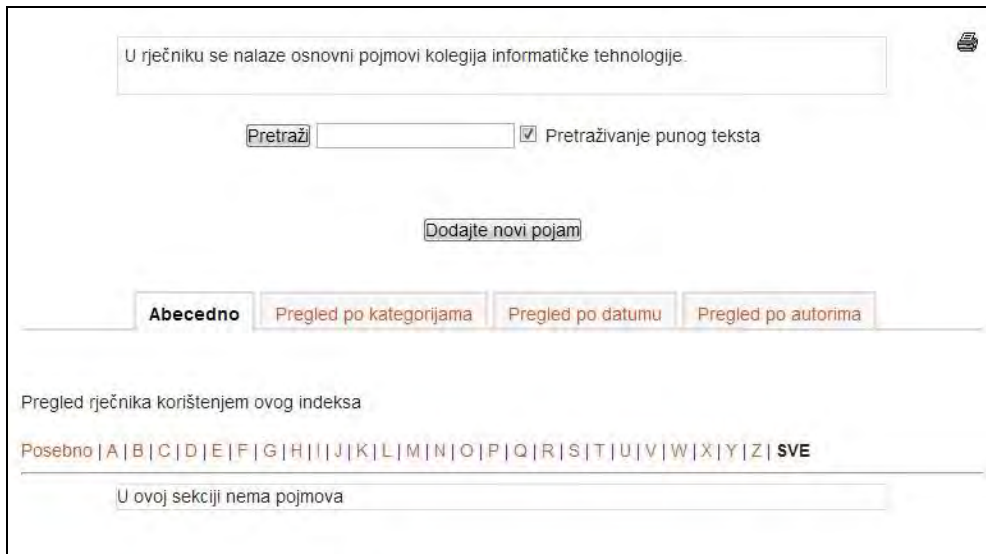 U rječniku se nalaze osnovni pojmovi kolegija informatičke tehnologije.
Pretraži Pretraživanje punog teksta
Dodajte novi pojam
Abecedno Pregled po kategorijama Pregled po datumu Pregled po autorima
Pregled rječnika korištenjem ovog indeksa
Posebno | A | B | C | D | E | F | G | H | I | J | K | L | M | N | O | P | Q | R | S | T | U | V | W | X | Y | Z | SVE
U ovoj sekciji nema pojmova